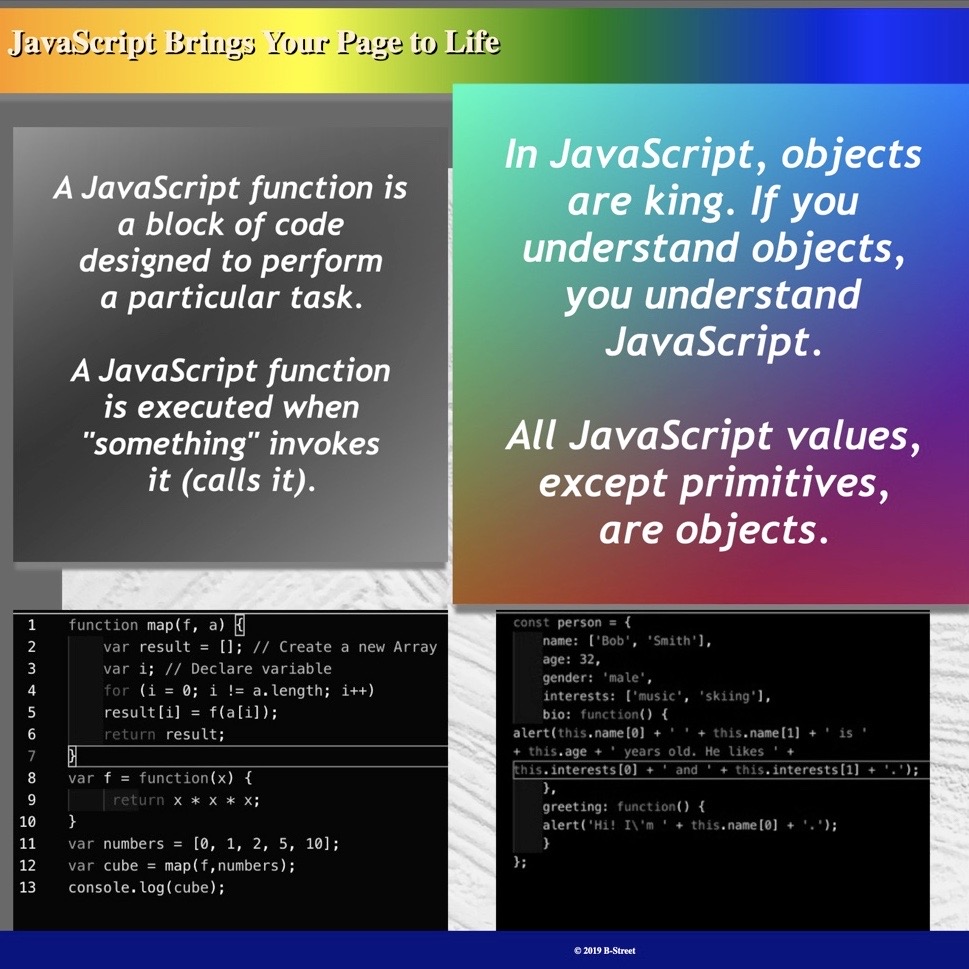 JavaScript Brings Your Page to Life
A JavaScript function is
a block of code
designed to perform
a particular task.
A JavaScript function
is executed when
"something" invokes
it (calls it).
In JavaScript, objects
are king. If you
understand objects,
you understand
JavaScript.
All JavaScript values,
except primitives,
are objects.
1 function map(f, a) {
2 var result = []; // Create a new Array
3 var i; // Declare variable
4 for (i = 0; i != a.length; i++)
5 result[i] = f(a[i]);
6 return result;
7 }
8 var f = function(x) {
9 return x * x * x;
10 }
11 var numbers = [0, 1, 2, 5, 10];
12 var cube = map(f,numbers);
13 console.log(cube);
const person = {
name: ['Bob', 'Smith'],
age: 32,
gender: 'male',
interests: ['music', 'skiing'],
bio: function() {
alert(this.name[0] + ' ' + this.name[1] + ' is '
+ this.age + ' years old. He likes ' +
this.interests[0] + ' and ' + this.interests[1] + '.');
},
greeting: function() {
alert('Hi! I\'m ' + this.name[0] + '.');
}
};
© 2019 B-Street